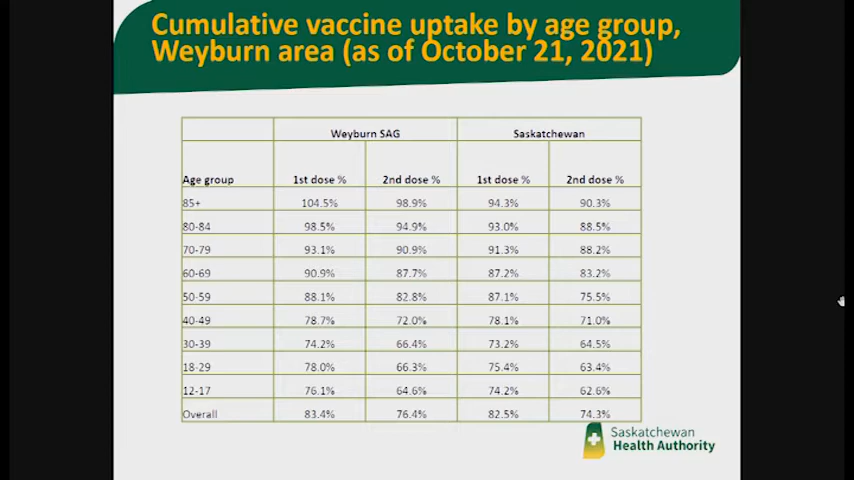 Cumulative vaccine uptake by age group,
Weyburn area (as of October 21, 2021)
Weyburn SAG Saskatchewan
Age group 1st dose % 2nd dose % 1st dose % 2nd dose %
85+ 104.5% 98.9% 94.3% 90.3%
80-84 98.5% 94.9% 93.0% 88.5%
70-79 93.1% 90.9% 91.3% 88.2%
60-69 90.9% 87.7% 87.2% 83.2%
50-59 88.1% 82.8% 87.1% 75.5%
40-49 78.7% 72.0% 78.1% 71.0%
30-39 74.2% 66.4% 73.2% 64.5%
18-29 78.0% 66.3% 75.4% 63.4%
12-17 76.1% 64.6% 74.2% 62.6%
Overall 83.4% 76.4% 82.5% 74.3%
Saskatchewan
Health Authority